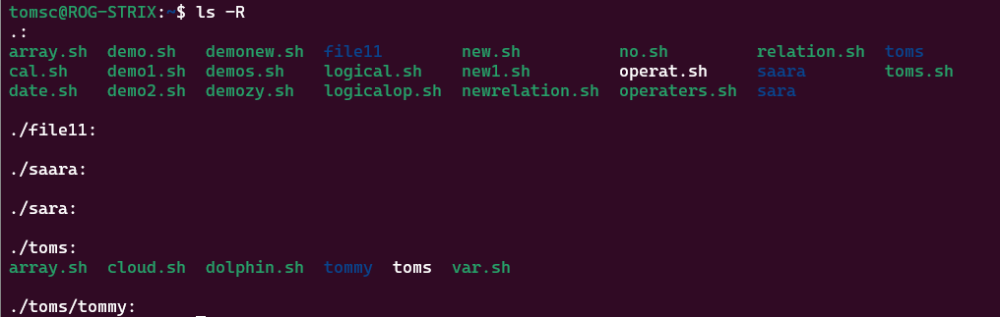 tomsc@ROG-STRIX:~$ ls -R
.:
array.sh demo.sh demonew.sh file11 new.sh no.sh relation.sh toms
cal.sh demo1.sh demos.sh logical.sh new1.sh operat.sh saara toms.sh
date.sh demo2.sh demozy.sh logicalop.sh newrelation.sh operaters.sh sara
./file11:
./saara:
./sara:
./toms:
array.sh cloud.sh dolphin.sh tommy toms var.sh
./toms/tommy: